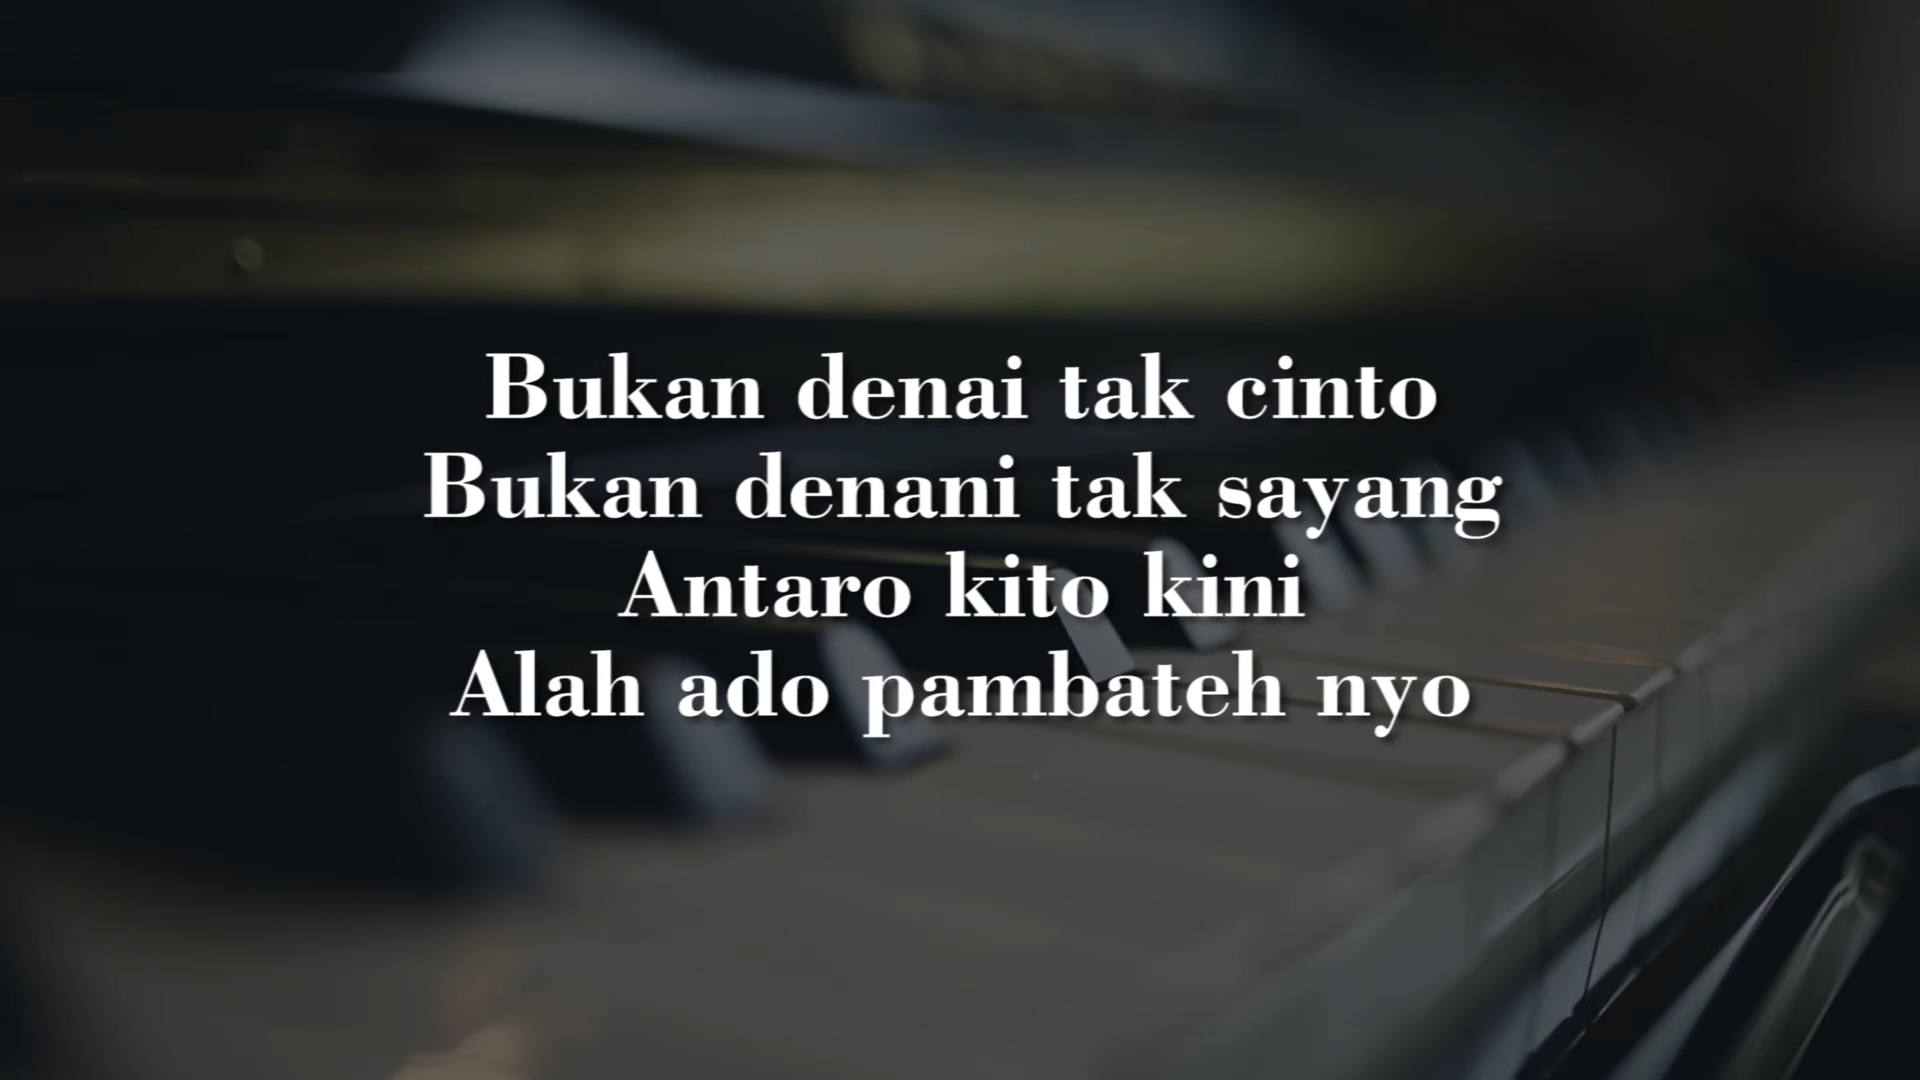 Bukan denai tak cinto
Bukan denani tak sayang
Antaro kito kini
Alah ado pambateh nyo